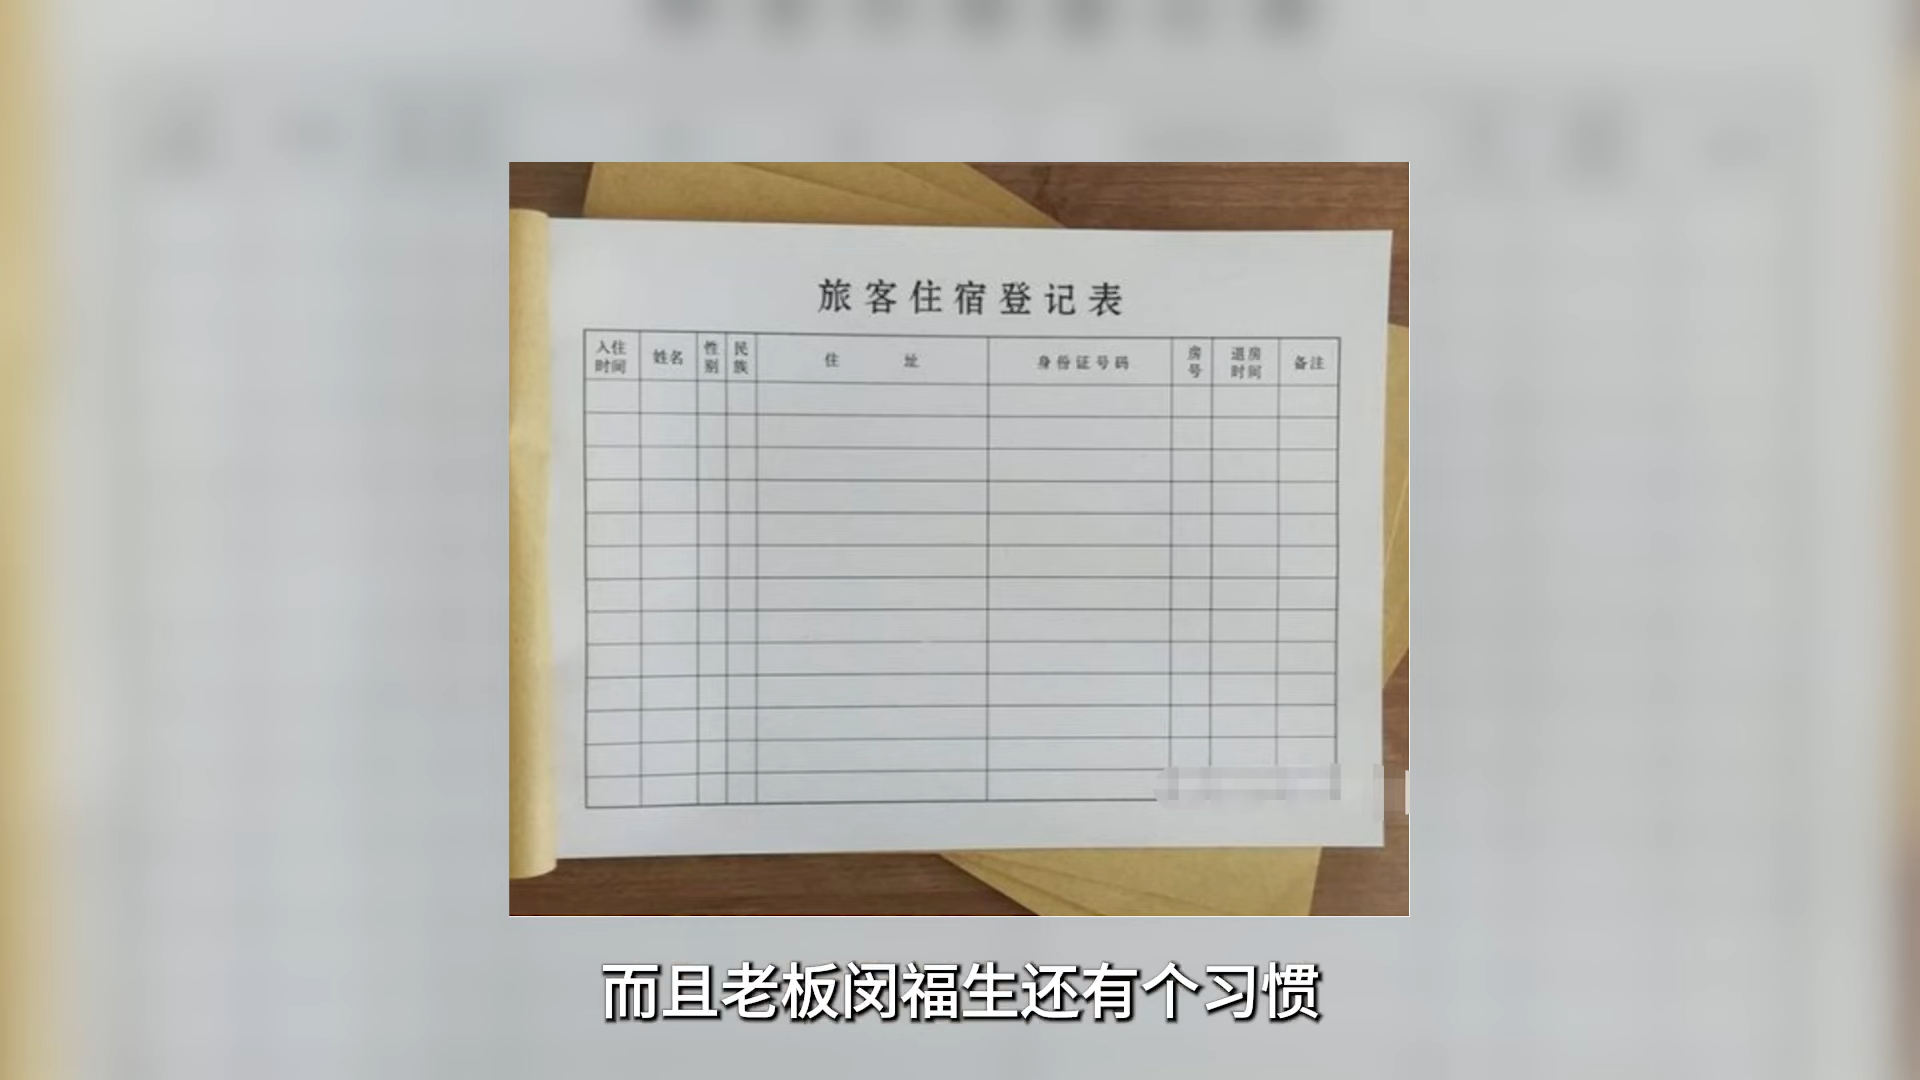 旅客住宿登记表
入住时间 姓名 性别 民族 住址 身份证号码 房号 退房时间 备注
而且老板闵福生还有个习惯